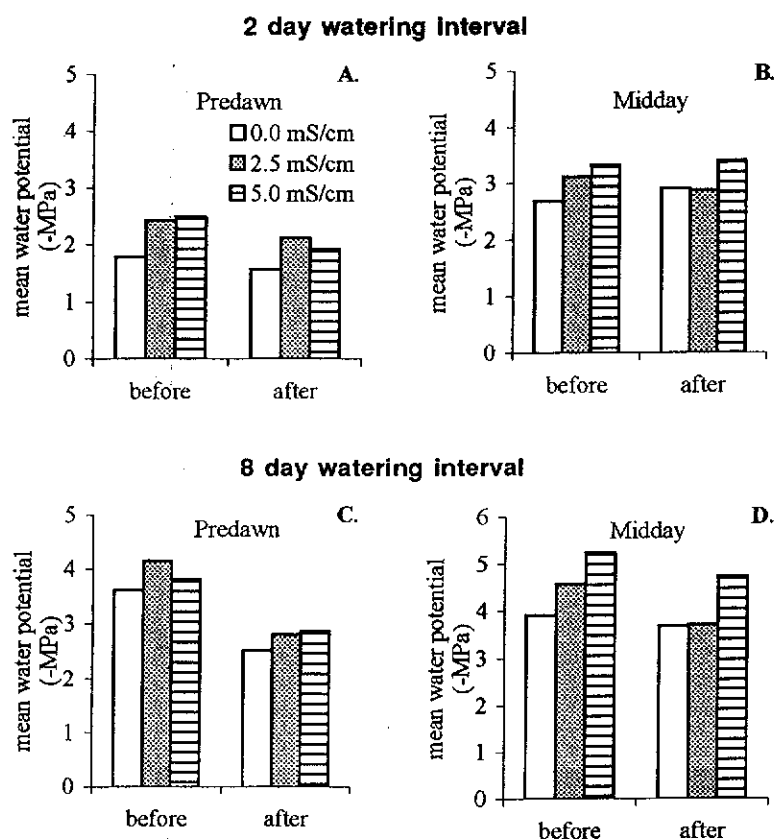 2 day watering interval
A.
Predawn
0.0 mS/cm
2.5 mS/cm
5.0 mS/cm
mean water potential
(-MPa)
5
4
3
2
1
0
before after
B.
Midday
mean water potential
(-MPa)
5
4
3
2
1
0
before after
8 day watering interval
C.
Predawn
mean water potential
(-MPa)
5
4
3
2
1
0
before after
D.
Midday
mean water potential
(-MPa)
6
5
4
3
2
1
0
before after